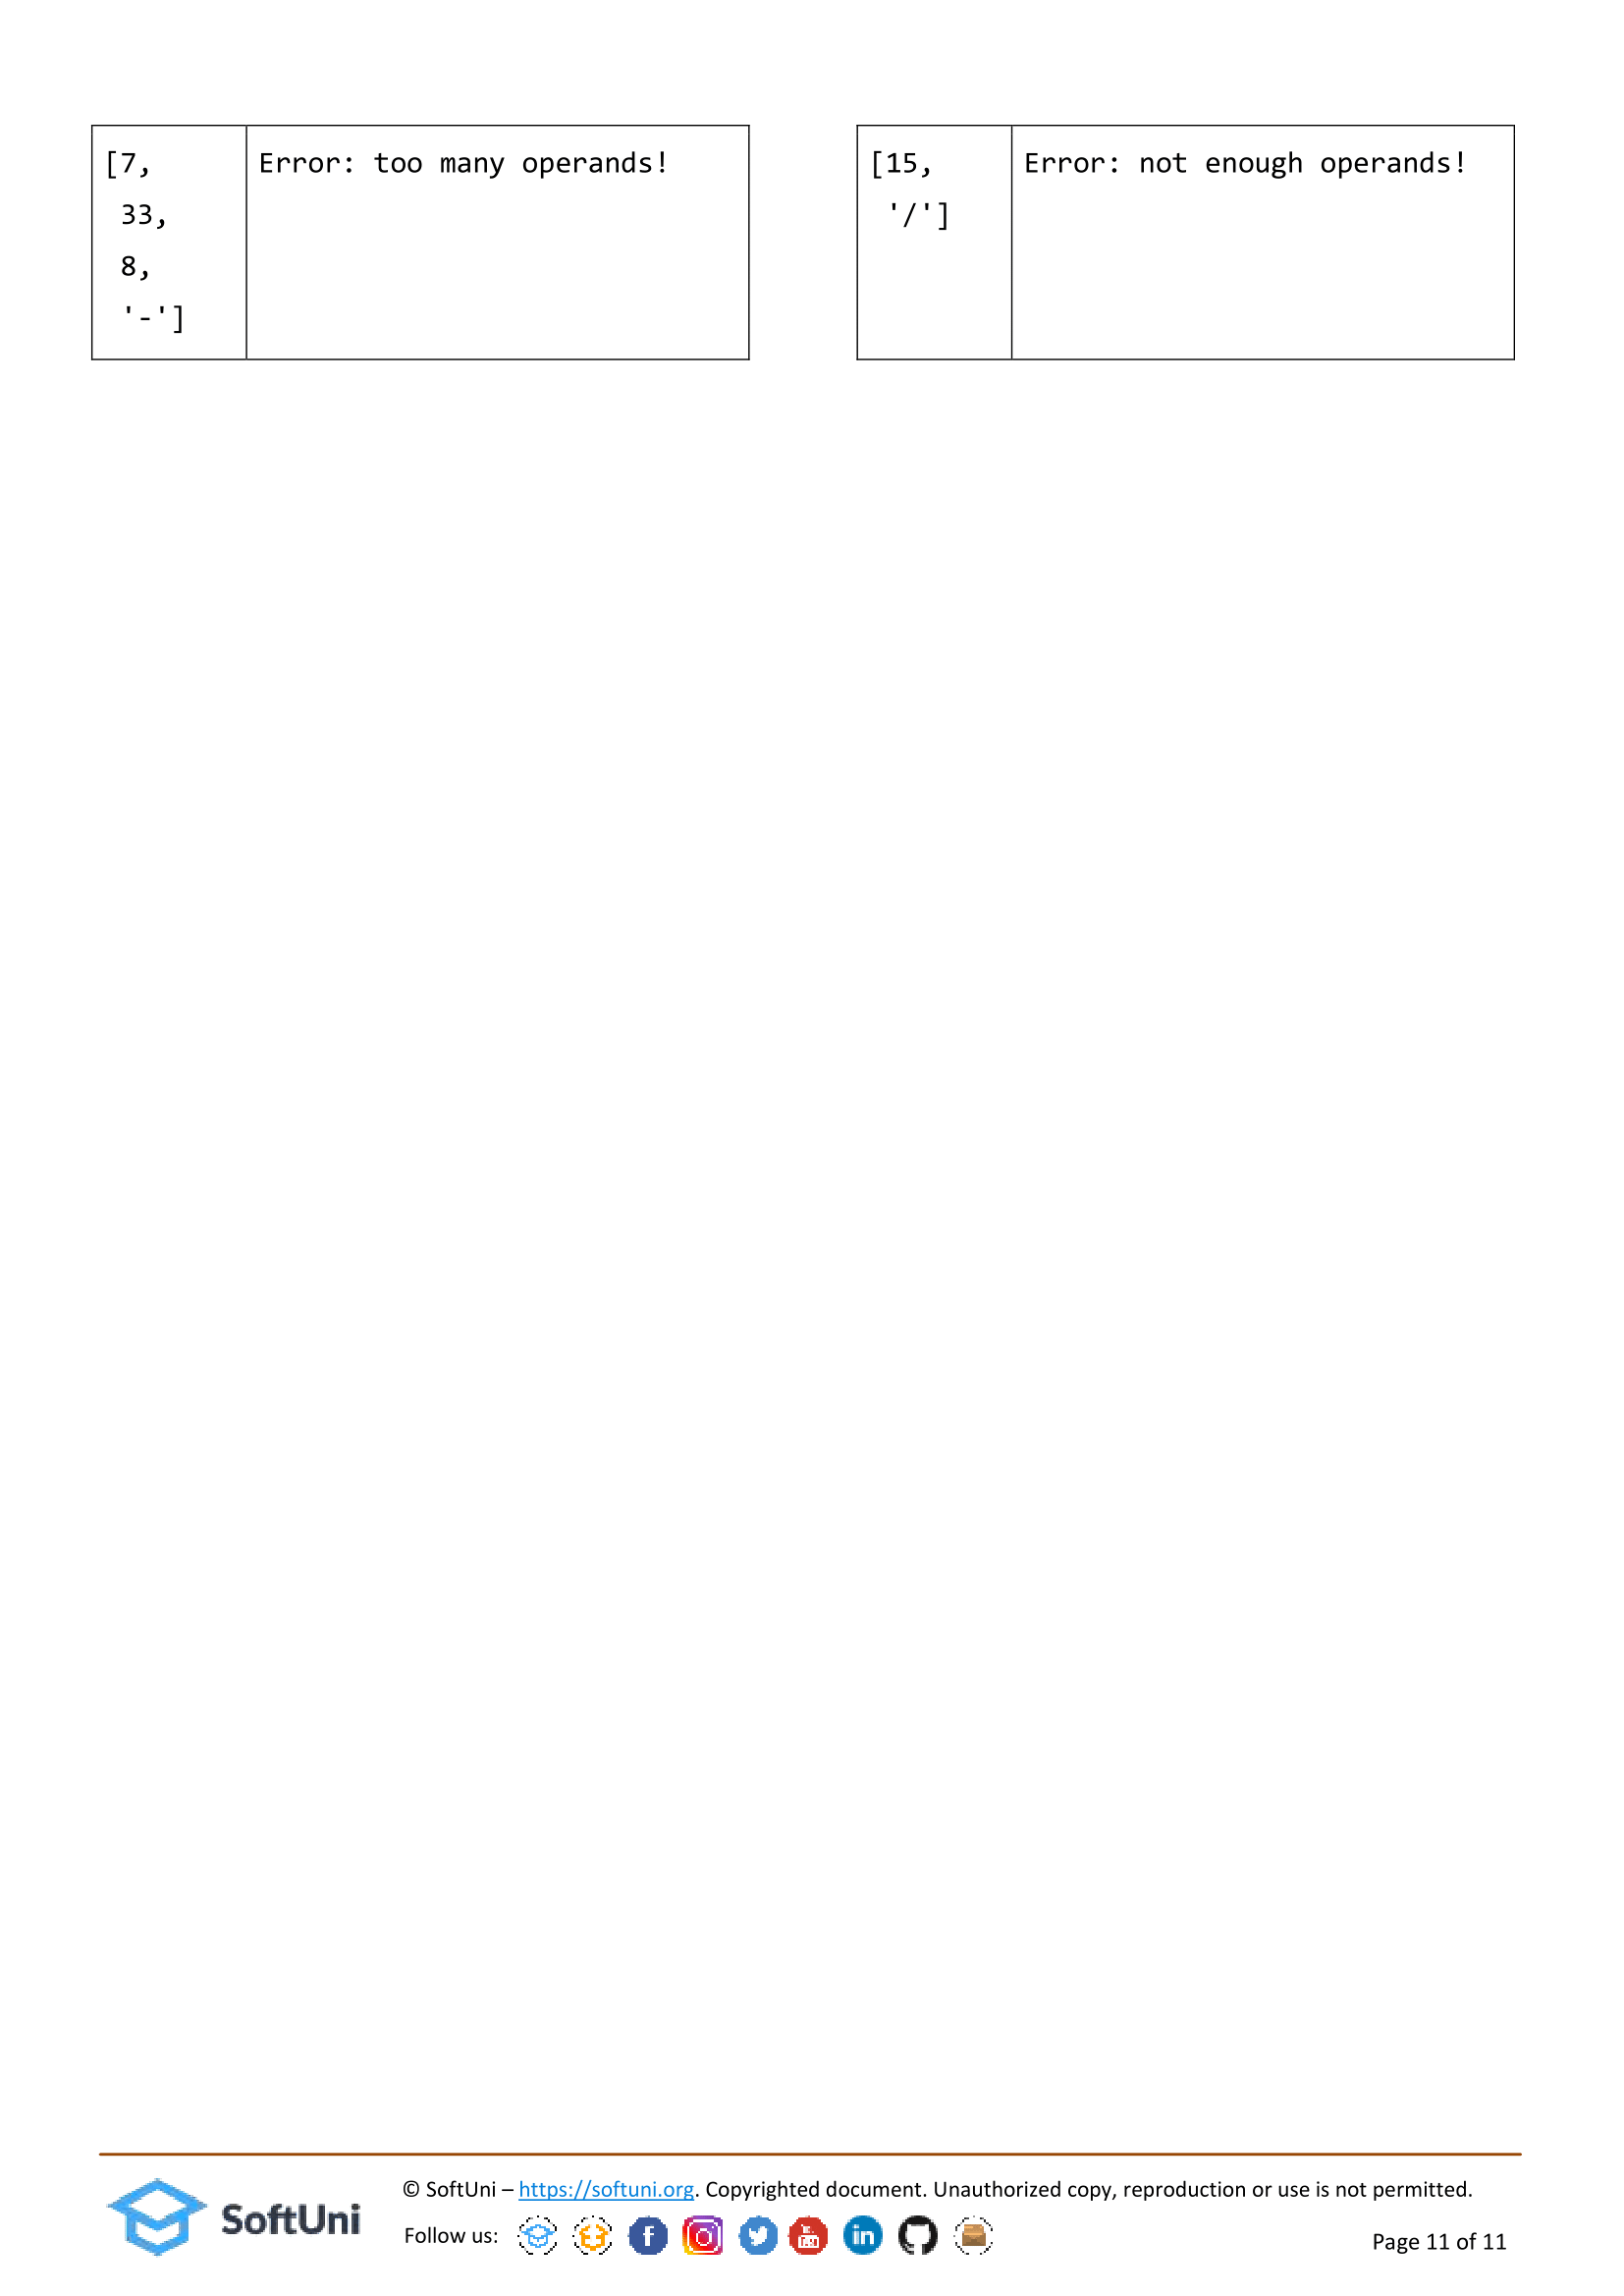 [7,
33,
8,
'-']
Error: too many operands!
[15,
'/']
Error: not enough operands!
SoftUni
© SoftUni – https://softuni.org. Copyrighted document. Unauthorized copy, reproduction or use is not permitted.
Follow us:
Page 11 of 11